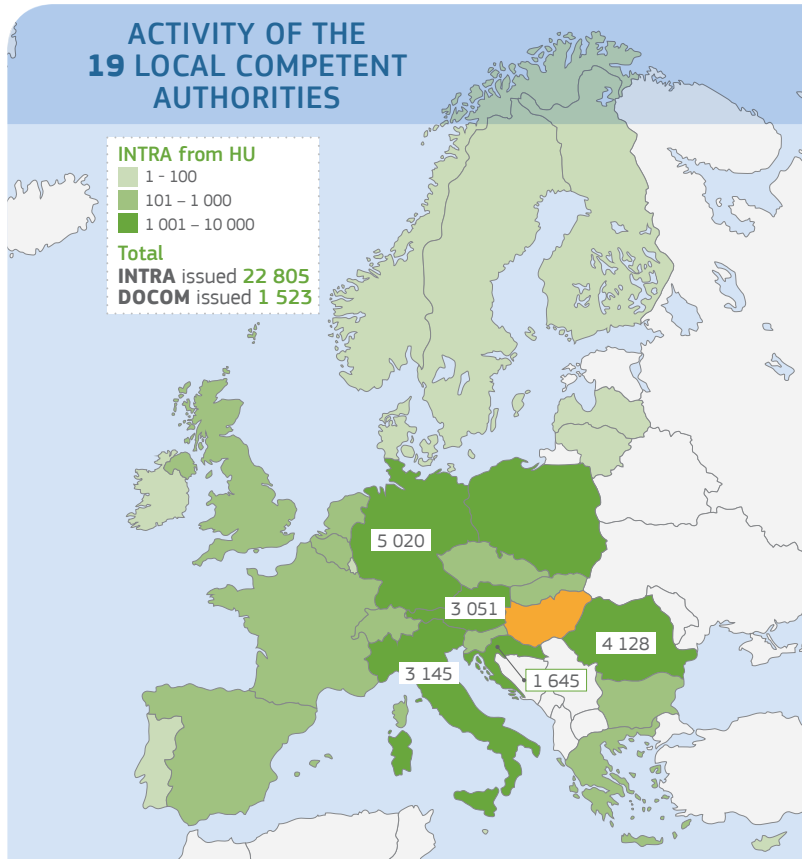 ACTIVITY OF THE
19 LOCAL COMPETENT
AUTHORITIES
INTRA from HU
1 - 100
101 – 1 000
1 001 – 10 000
Total
INTRA issued 22 805
DOCOM issued 1 523
5 020
3 051
4 128
3 145
1 645